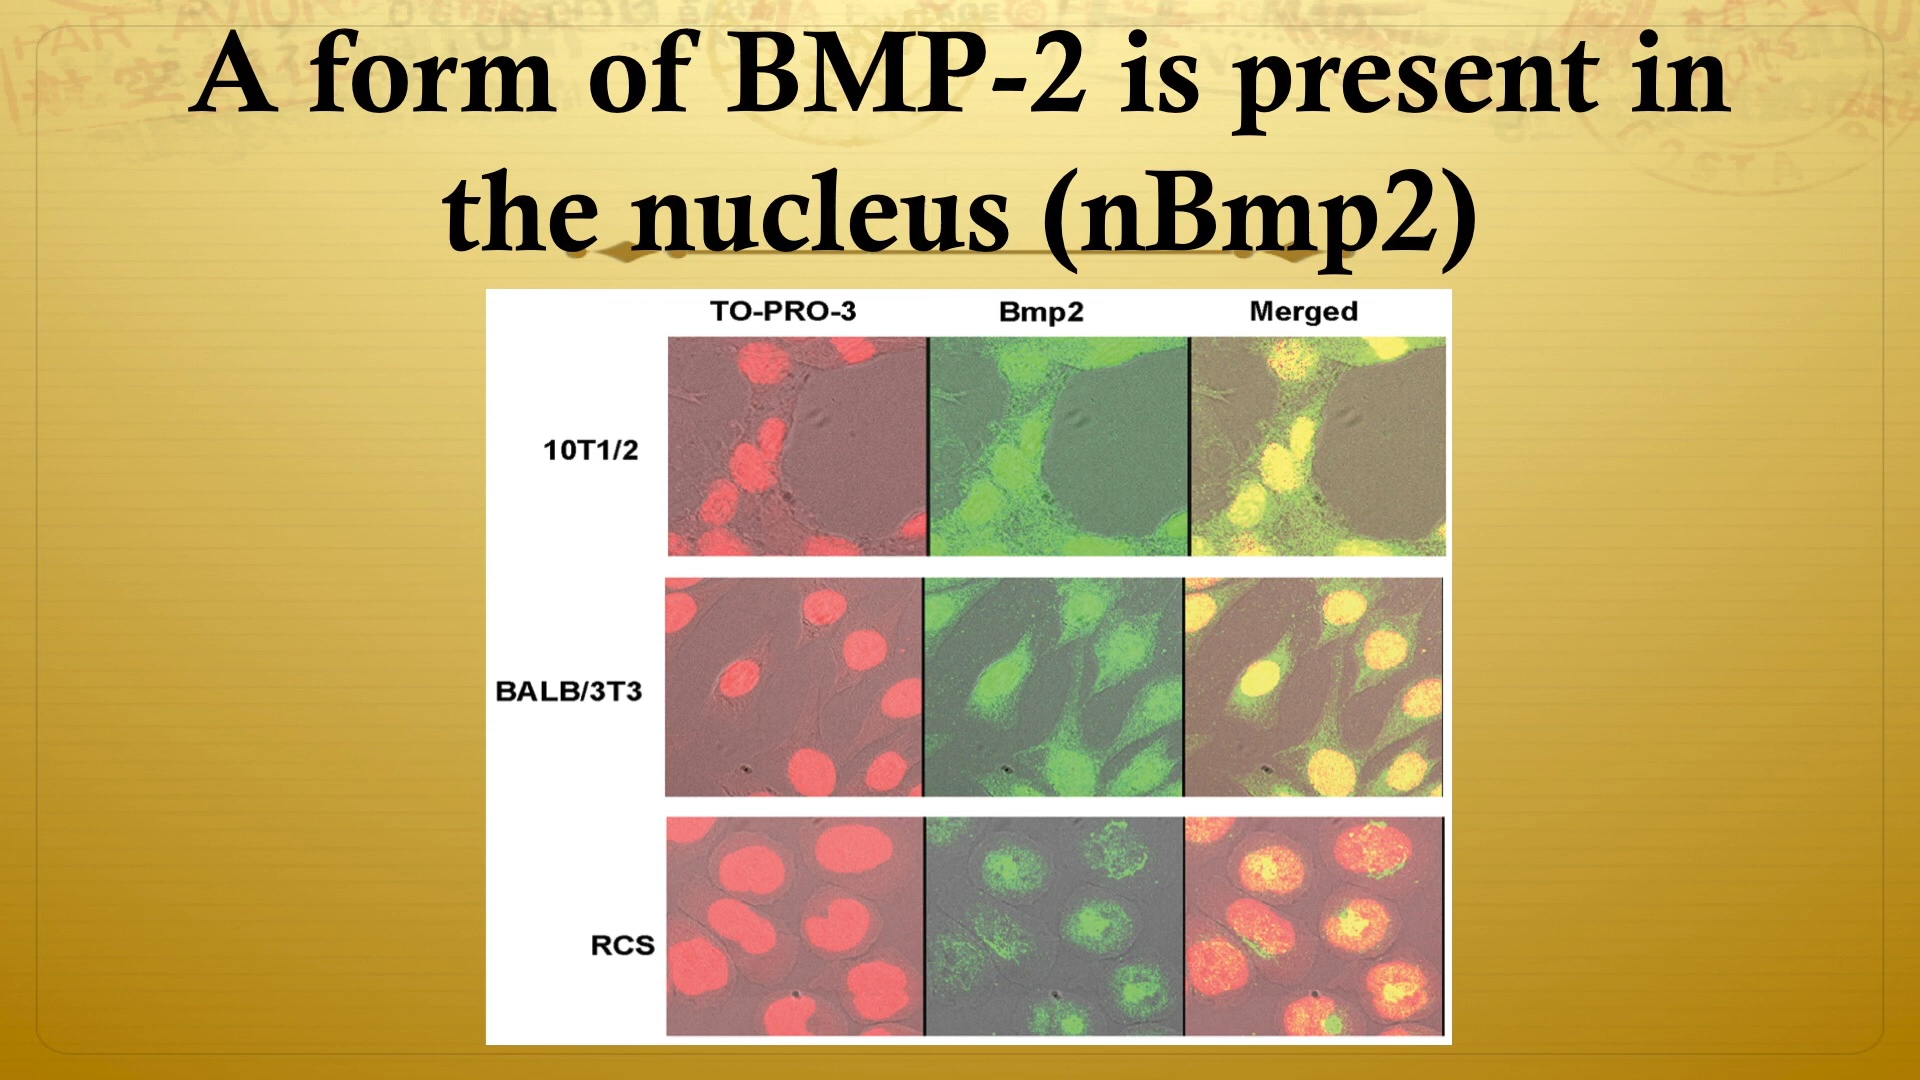 A form of BMP-2 is present in
the nucleus (nBmp2)
TO-PRO-3 Bmp2 Merged
10T1/2
BALB/3T3
RCS